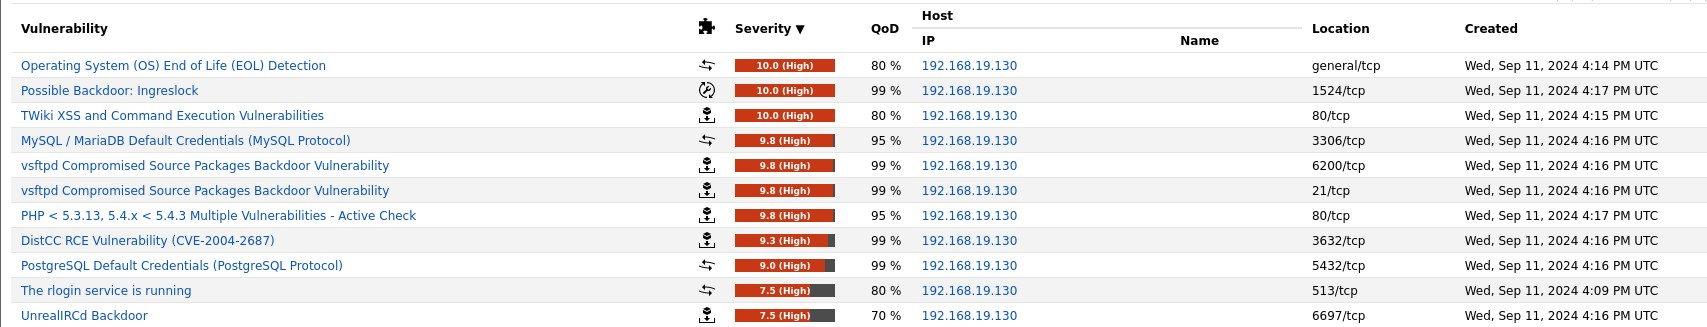 Vulnerability Severity ▼ QoD Host Location Created
IP Name
Operating System (OS) End of Life (EOL) Detection 10.0 (High) 80 % 192.168.19.130 general/tcp Wed, Sep 11, 2024 4:14 PM UTC
Possible Backdoor: Ingreslock 10.0 (High) 99 % 192.168.19.130 1524/tcp Wed, Sep 11, 2024 4:17 PM UTC
TWiki XSS and Command Execution Vulnerabilities 10.0 (High) 80 % 192.168.19.130 80/tcp Wed, Sep 11, 2024 4:15 PM UTC
MySQL / MariaDB Default Credentials (MySQL Protocol) 9.8 (High) 95 % 192.168.19.130 3306/tcp Wed, Sep 11, 2024 4:16 PM UTC
vsftpd Compromised Source Packages Backdoor Vulnerability 9.8 (High) 99 % 192.168.19.130 6200/tcp Wed, Sep 11, 2024 4:16 PM UTC
vsftpd Compromised Source Packages Backdoor Vulnerability 9.8 (High) 99 % 192.168.19.130 21/tcp Wed, Sep 11, 2024 4:16 PM UTC
PHP < 5.3.13, 5.4.x < 5.4.3 Multiple Vulnerabilities - Active Check 9.8 (High) 95 % 192.168.19.130 80/tcp Wed, Sep 11, 2024 4:17 PM UTC
DistCC RCE Vulnerability (CVE-2004-2687) 9.3 (High) 99 % 192.168.19.130 3632/tcp Wed, Sep 11, 2024 4:16 PM UTC
PostgreSQL Default Credentials (PostgreSQL Protocol) 9.0 (High) 99 % 192.168.19.130 5432/tcp Wed, Sep 11, 2024 4:16 PM UTC
The rlogin service is running 7.5 (High) 80 % 192.168.19.130 513/tcp Wed, Sep 11, 2024 4:09 PM UTC
UnrealIRCd Backdoor 7.5 (High) 70 % 192.168.19.130 6697/tcp Wed, Sep 11, 2024 4:16 PM UTC